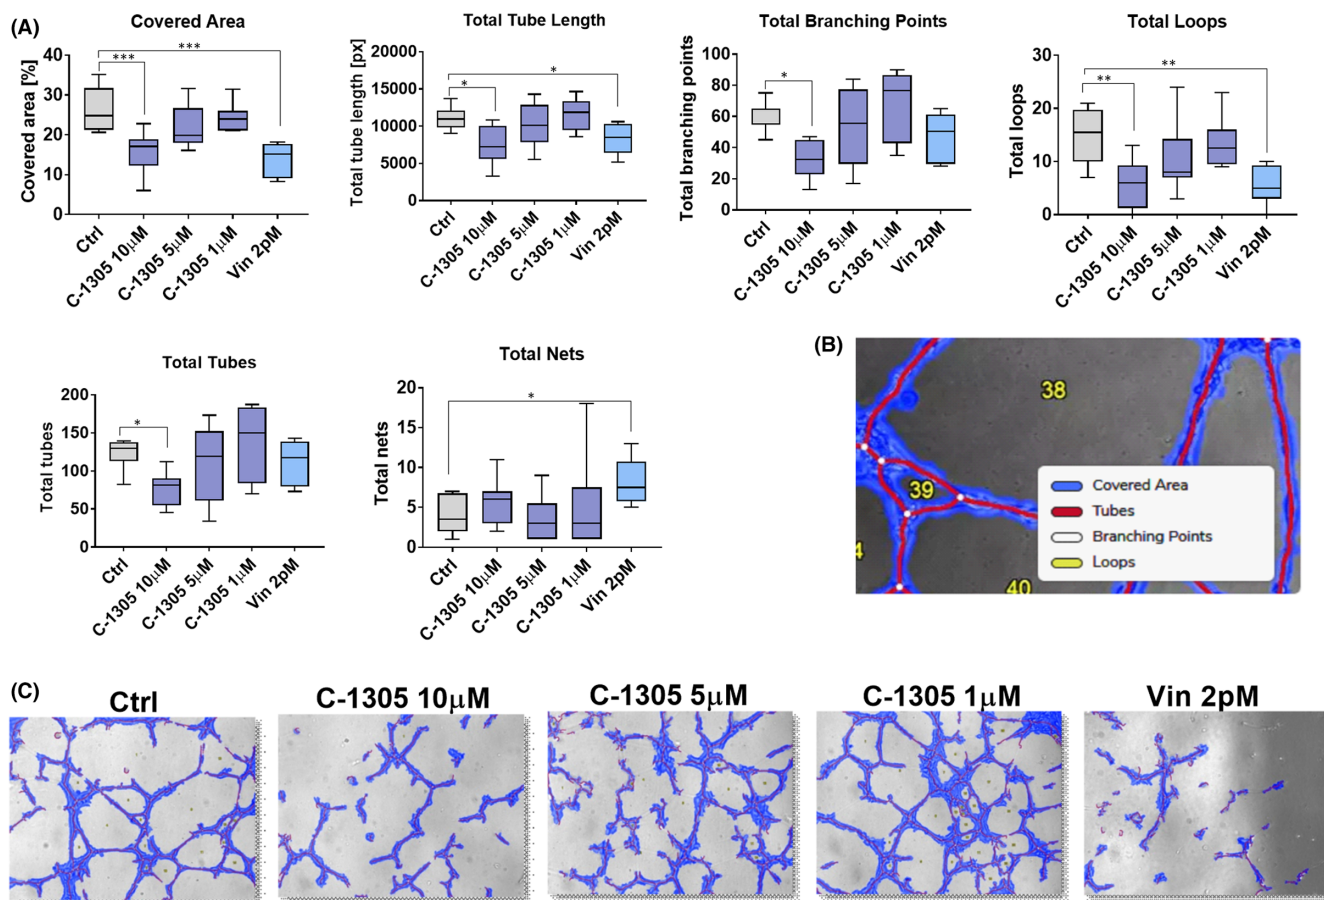 (A)
Covered Area
Covered area [%]
40
30
20
10
0
***
***
Ctrl
C-1305 10μM
C-1305 5μM
C-1305 1μM
Vin 2pM
Total Tube Length
Total tube length [px]
20000
15000
10000
5000
0
*
*
Ctrl
C-1305 10μM
C-1305 5μM
C-1305 1μM
Vin 2pM
Total Branching Points
Total branching points
100
80
60
40
20
0
*
Ctrl
C-1305 10μM
C-1305 5μM
C-1305 1μM
Vin 2pM
Total Loops
Total loops
30
20
10
0
**
**
Ctrl
C-1305 10μM
C-1305 5μM
C-1305 1μM
Vin 2pM
Total Tubes
Total tubes
200
150
100
50
0
*
Ctrl
C-1305 10μM
C-1305 5μM
C-1305 1μM
Vin 2pM
Total Nets
Total nets
20
15
10
5
0
*
Ctrl
C-1305 10μM
C-1305 5μM
C-1305 1μM
Vin 2pM
(B)
38
39
4
40
Covered Area
Tubes
Branching Points
Loops
(C)
Ctrl
C-1305 10μM
C-1305 5μM
C-1305 1μM
Vin 2pM